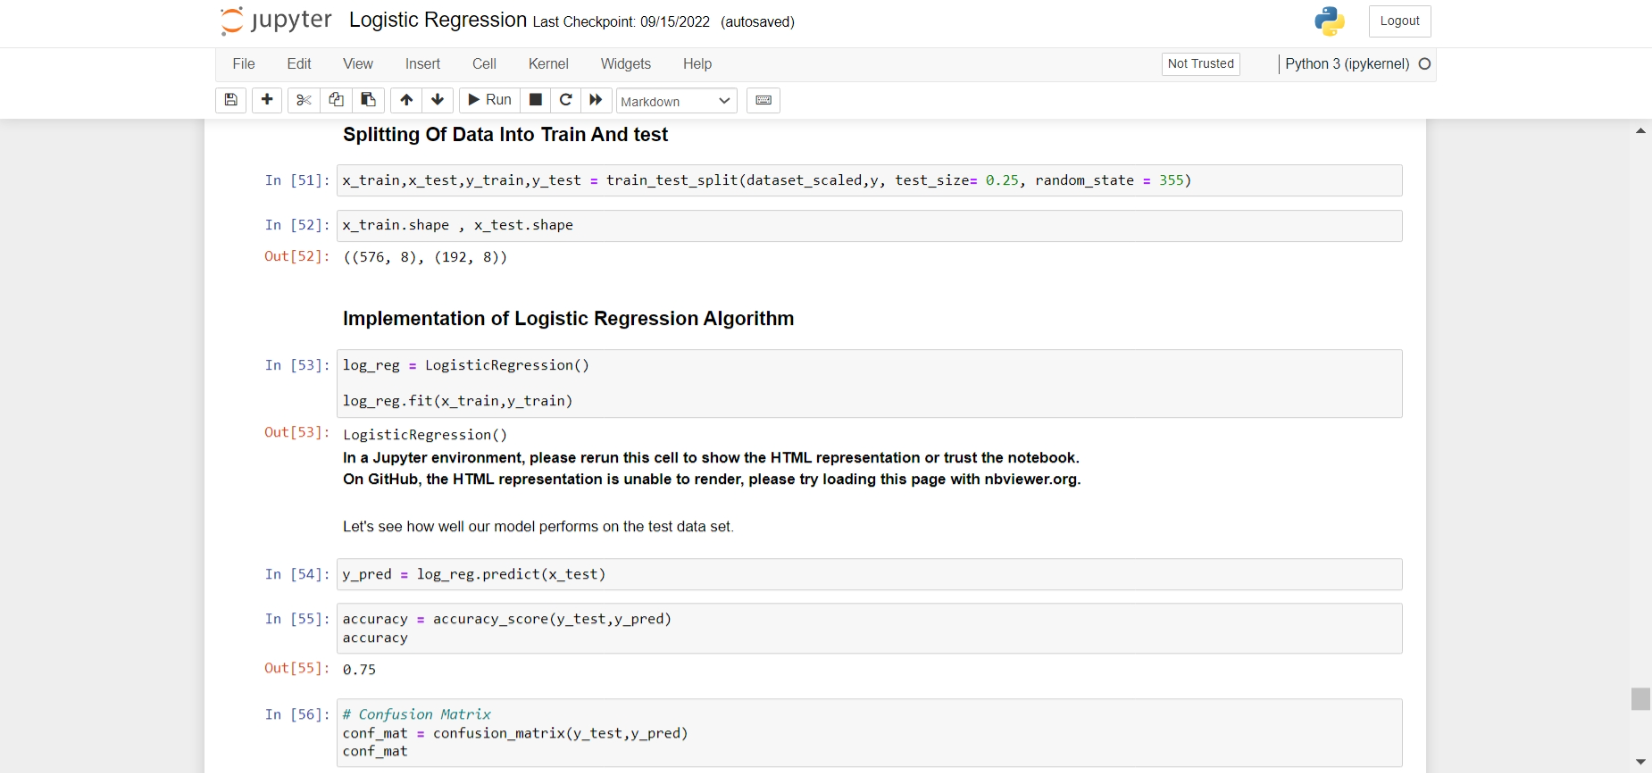 jupyter Logistic Regression Last Checkpoint: 09/15/2022 (autosaved) Logout
File Edit View Insert Cell Kernel Widgets Help Not Trusted Python 3 (ipykernel)
Run Markdown
Splitting Of Data Into Train And test
In [51]: x_train,x_test,y_train,y_test = train_test_split(dataset_scaled,y, test_size= 0.25, random_state = 355)
In [52]: x_train.shape , x_test.shape
Out[52]: ((576, 8), (192, 8))
Implementation of Logistic Regression Algorithm
In [53]: log_reg = LogisticRegression()
log_reg.fit(x_train,y_train)
Out[53]: LogisticRegression()
In a Jupyter environment, please rerun this cell to show the HTML representation or trust the notebook.
On GitHub, the HTML representation is unable to render, please try loading this page with nbviewer.org.
Let's see how well our model performs on the test data set.
In [54]: y_pred = log_reg.predict(x_test)
In [55]: accuracy = accuracy_score(y_test,y_pred)
accuracy
Out[55]: 0.75
In [56]: # Confusion Matrix
conf_mat = confusion_matrix(y_test,y_pred)
conf_mat